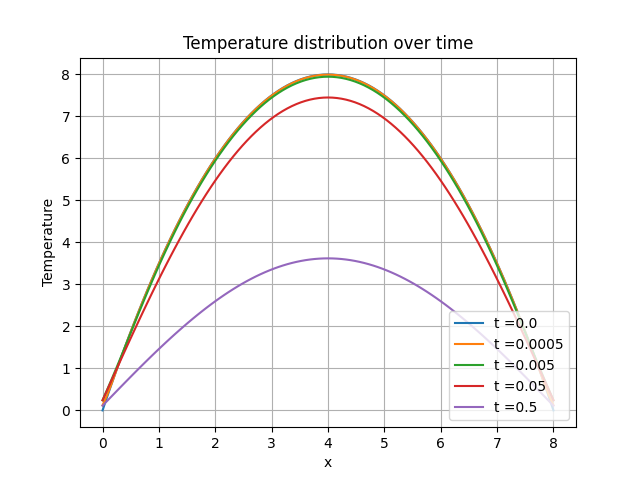 Temperature distribution over time
Temperature
8
7
6
5
4
3
2
1
0
t =0.0
t =0.0005
t =0.005
t =0.05
t =0.5
0 1 2 3 4 5 6 7 8
x